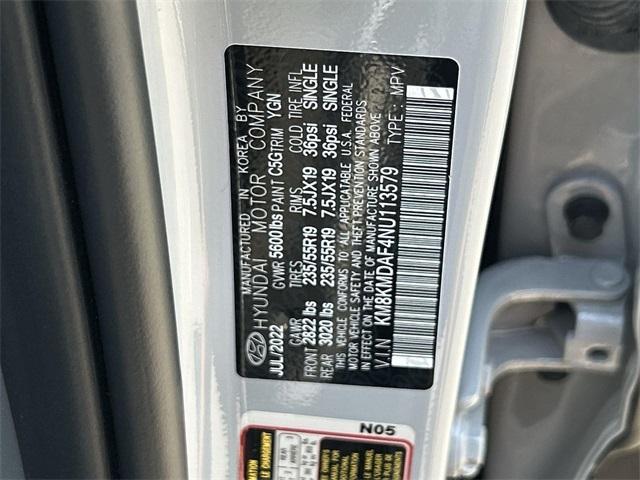 MANUFACTURED IN KOREA BY
HYUNDAI MOTOR COMPANY
JUL/2022 GVWR 5600lbs PAINT C5G TRIM YGN
GAWR TIRES RIMS COLD TIRE INFL
FRONT 2822 lbs 235/55R19 7.5JX19 36psi SINGLE
REAR 3020 lbs 235/55R19 7.5JX19 36psi SINGLE
THIS VEHICLE CONFORMS TO ALL APPLICABLE U.S.A. FEDERAL
MOTOR VEHICLE SAFETY AND THEFT PREVENTION STANDARDS
IN EFFECT ON THE DATE OF MANUFACTURE SHOWN ABOVE
V.I.N KM8KMDAF4NU113579 TYPE: MPV
N05